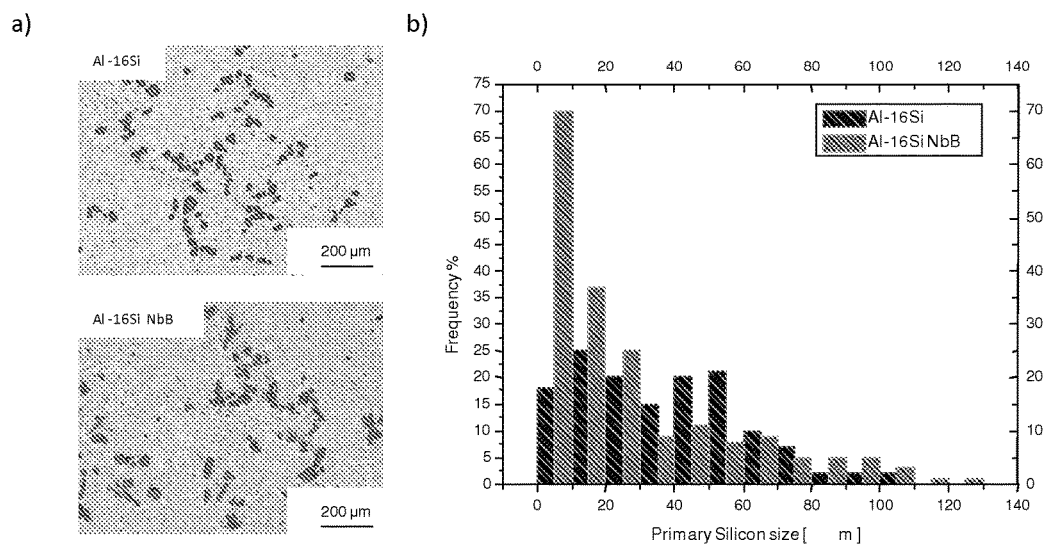 a)
Al-16Si
200 µm
Al-16Si NbB
200 µm
b)
0 20 40 60 80 100 120 140
75
70 70
65
60 60
55
50 50
45
40 40
35
30 30
25
20 20
15
10 10
5
0 0
Frequency %
Al-16Si
Al-16Si NbB
0 20 40 60 80 100 120 140
Primary Silicon size [ m ]